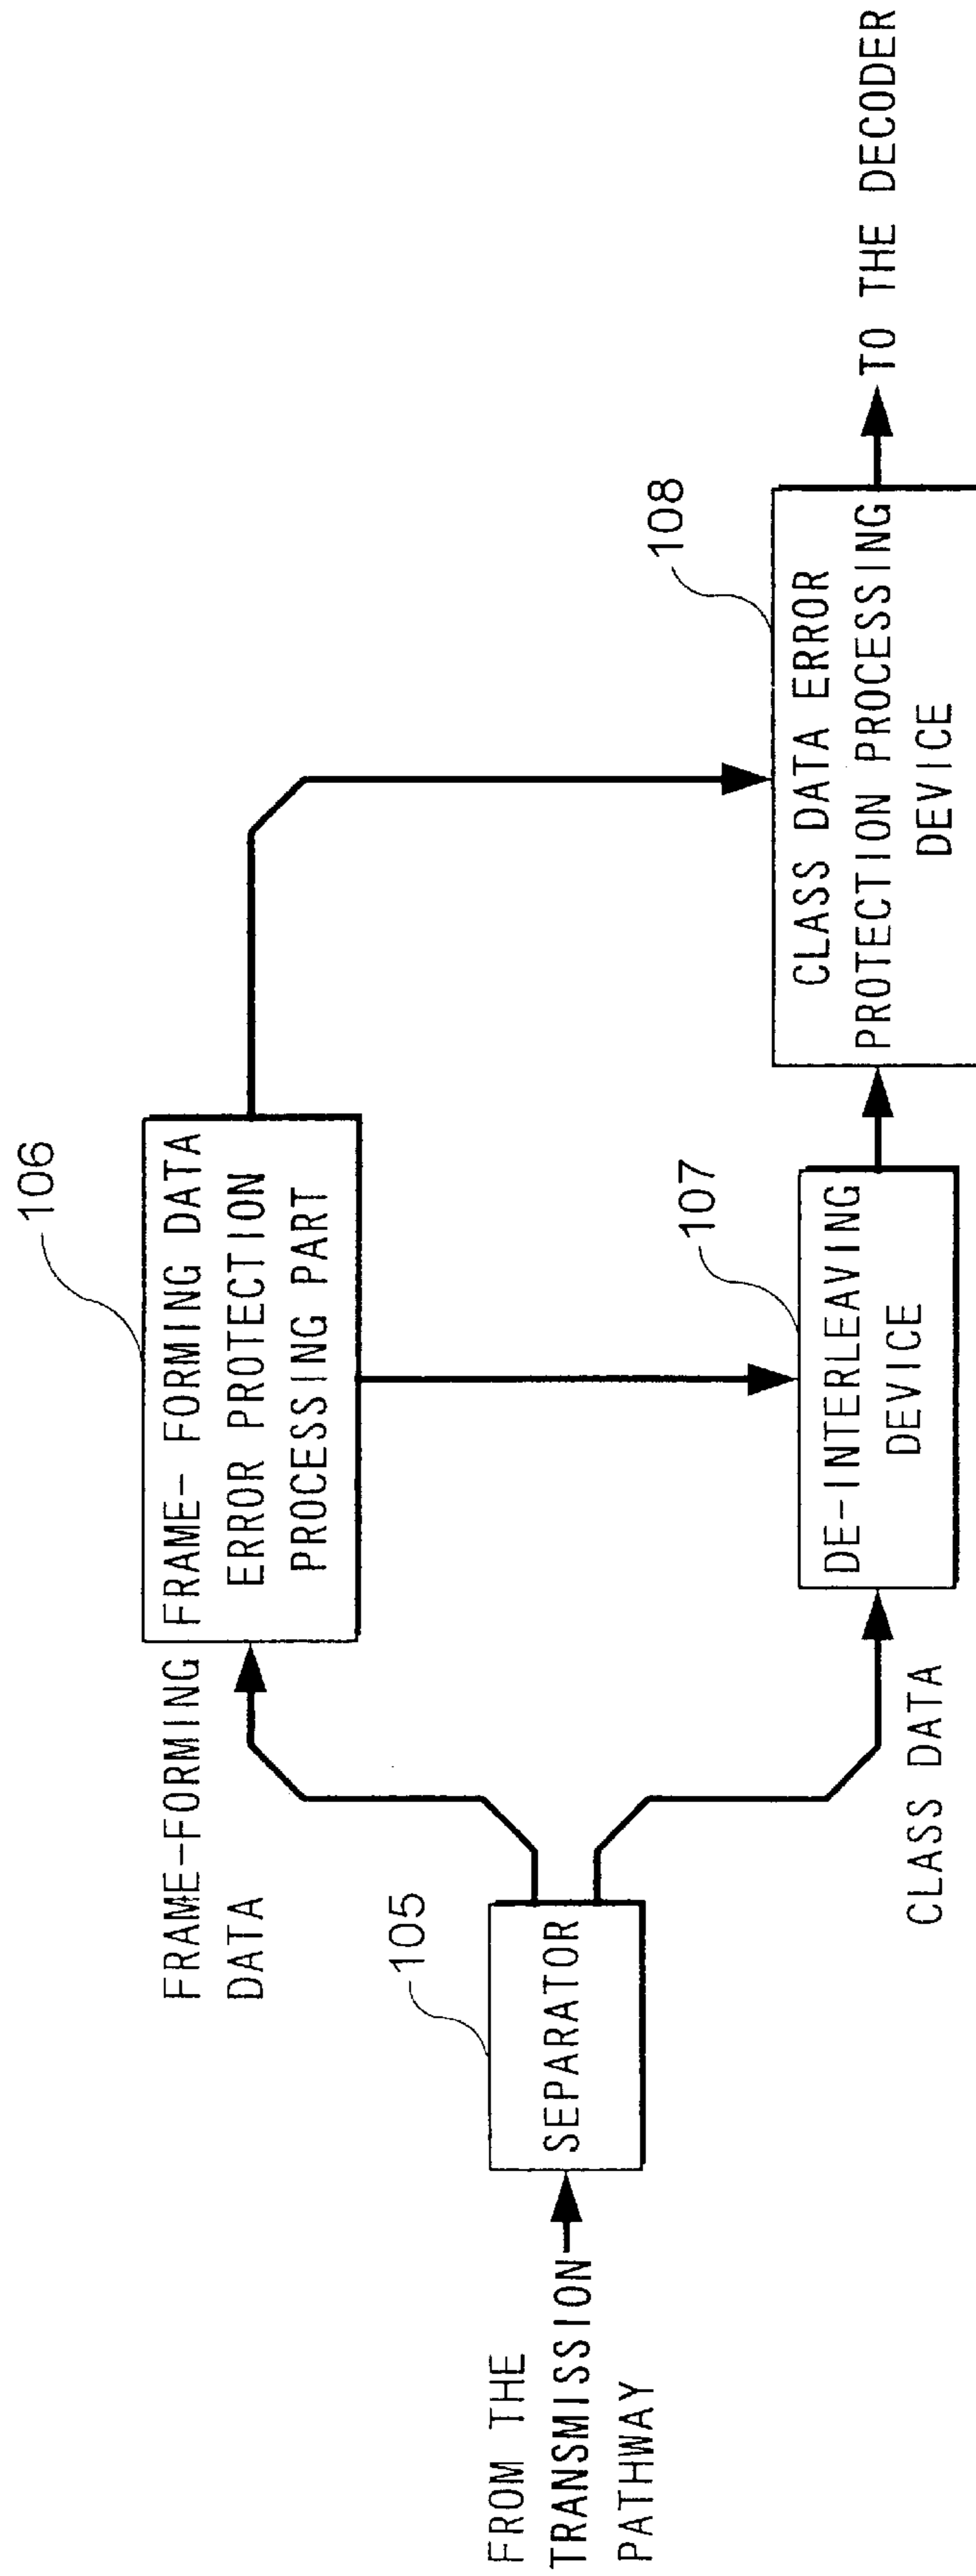 FROM THE
TRANSMISSION
PATHWAY
105
SEPARATOR
FRAME-FORMING
DATA
CLASS DATA
106
FRAME- FORMING DATA
ERROR PROTECTION
PROCESSING PART
107
DE-INTERLEAVING
DEVICE
108
CLASS DATA ERROR
PROTECTION PROCESSING
DEVICE
TO THE DECODER